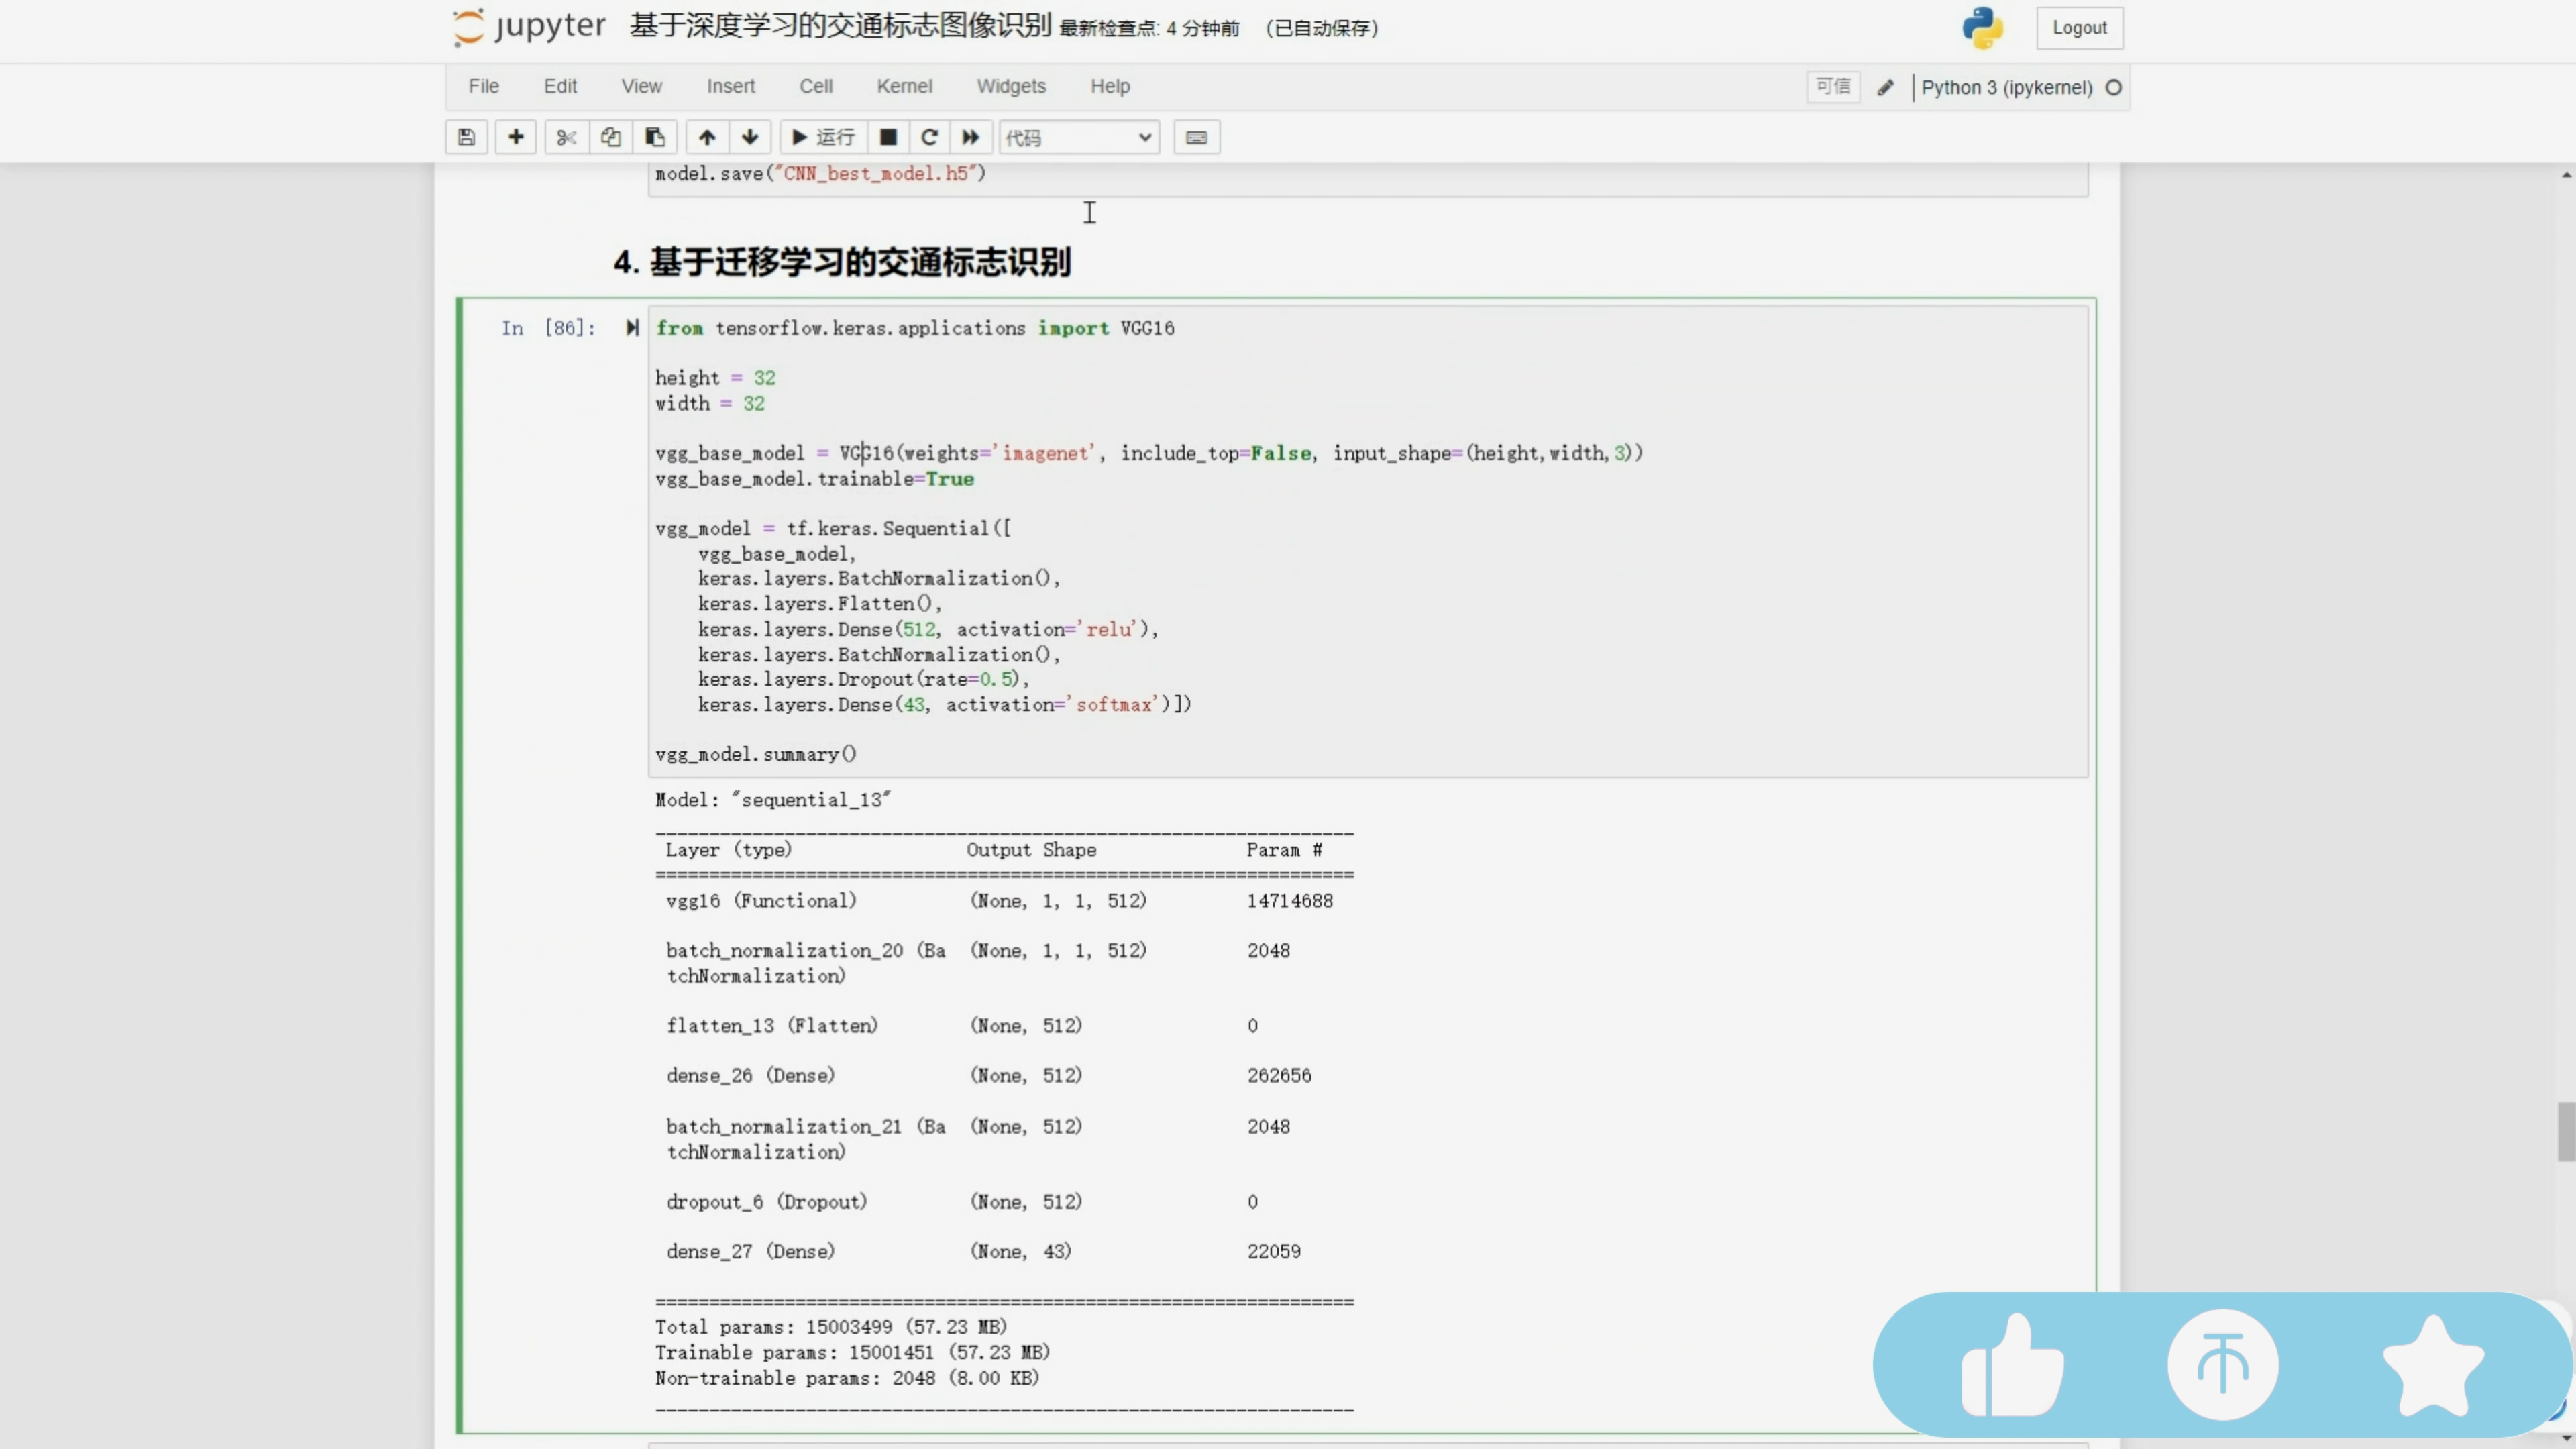 jupyter 基于深度学习的交通标志图像识别 最新检查点: 4 分钟前 (已自动保存)
Logout
File Edit View Insert Cell Kernel Widgets Help
可信 Python 3 (ipykernel)
运行 代码
model.save("CNN_best_model.h5")
4. 基于迁移学习的交通标志识别
In [86]: from tensorflow.keras.applications import VGG16
height = 32
width = 32
vgg_base_model = VGG16(weights='imagenet', include_top=False, input_shape=(height,width,3))
vgg_base_model.trainable=True
vgg_model = tf.keras.Sequential([
vgg_base_model,
keras.layers.BatchNormalization(),
keras.layers.Flatten(),
keras.layers.Dense(512, activation='relu'),
keras.layers.BatchNormalization(),
keras.layers.Dropout(rate=0.5),
keras.layers.Dense(43, activation='softmax')])
vgg_model.summary()
Model: "sequential_13"
_________________________________________________________________
Layer (type) Output Shape Param #
=================================================================
vgg16 (Functional) (None, 1, 1, 512) 14714688
batch_normalization_20 (Ba (None, 1, 1, 512) 2048
tchNormalization)
flatten_13 (Flatten) (None, 512) 0
dense_26 (Dense) (None, 512) 262656
batch_normalization_21 (Ba (None, 512) 2048
tchNormalization)
dropout_6 (Dropout) (None, 512) 0
dense_27 (Dense) (None, 43) 22059
=================================================================
Total params: 15003499 (57.23 MB)
Trainable params: 15001451 (57.23 MB)
Non-trainable params: 2048 (8.00 KB)
_________________________________________________________________